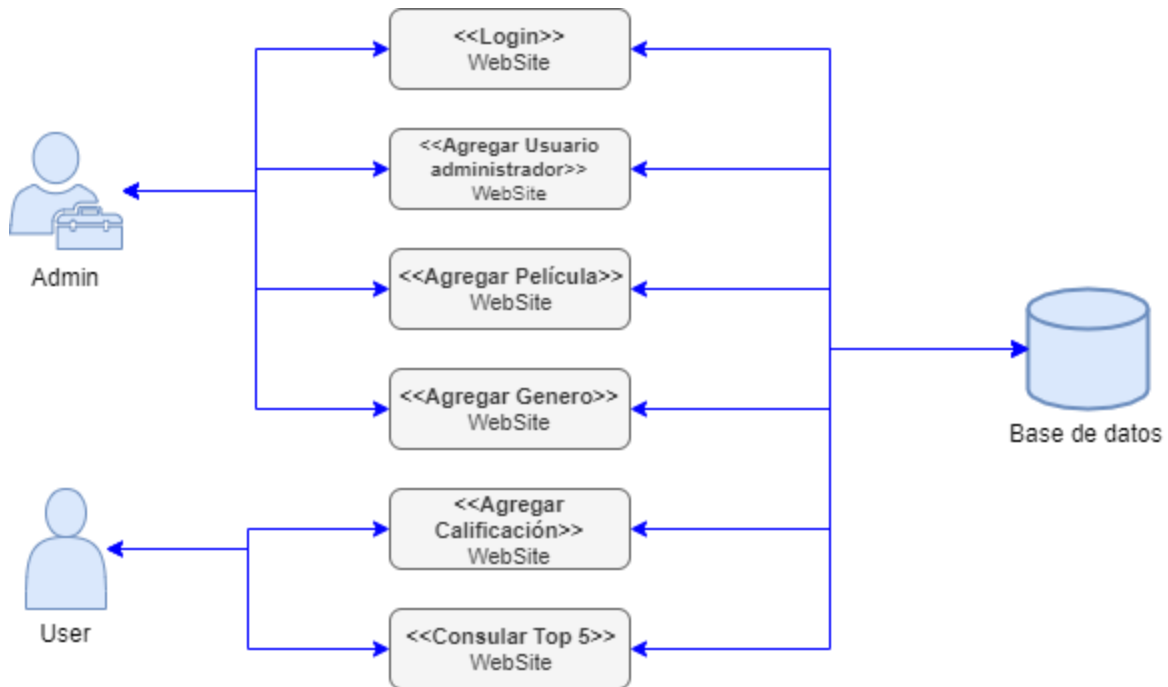 <<Login>>
WebSite
<<Agregar Usuario
administrador>>
WebSite
Admin
<<Agregar Película>>
WebSite
<<Agregar Genero>>
WebSite
Base de datos
<<Agregar
Calificación>>
WebSite
User
<<Consular Top 5>>
WebSite